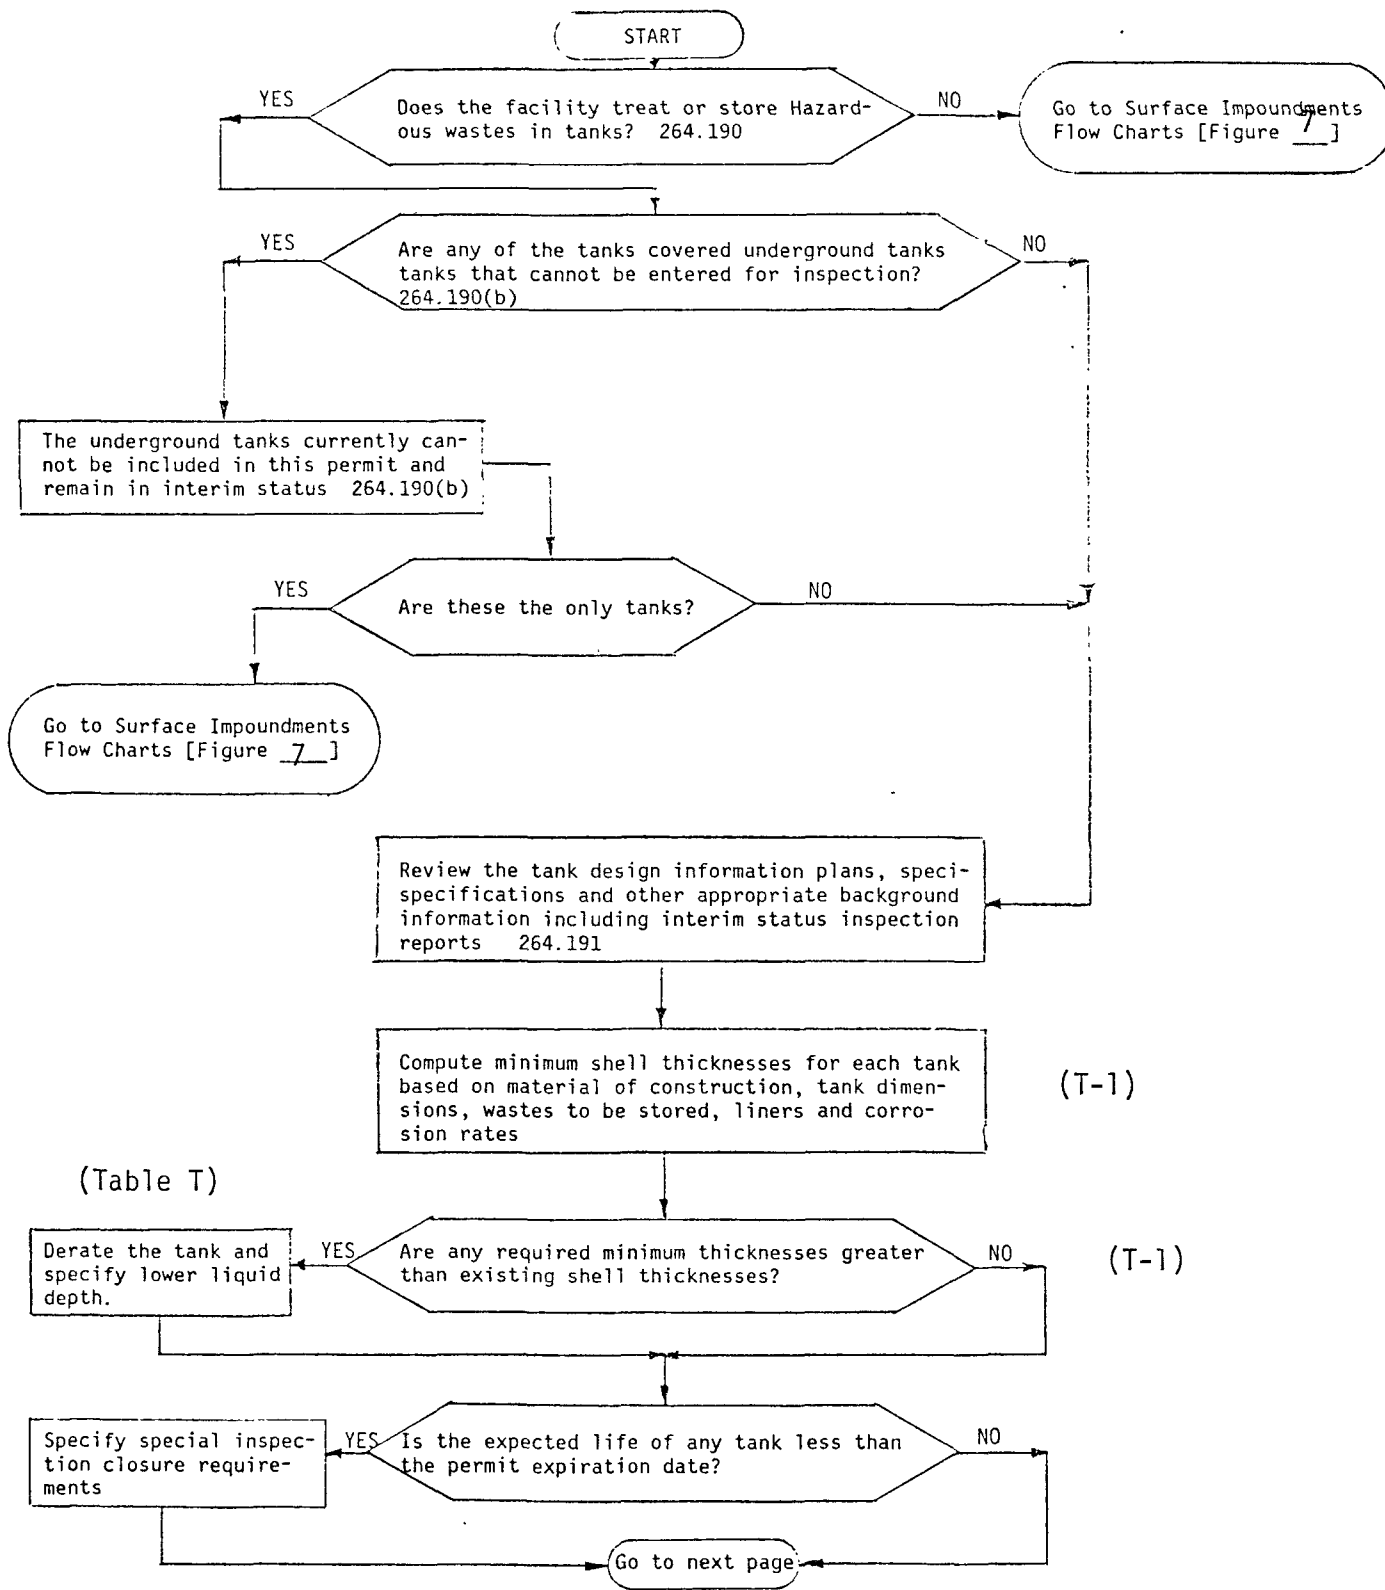 START
YES
Does the facility treat or store Hazard-
ous wastes in tanks? 264.190
NO
Go to Surface Impoundments
Flow Charts [Figure 7]
YES
Are any of the tanks covered underground tanks
tanks that cannot be entered for inspection?
264.190(b)
NO
The underground tanks currently can-
not be included in this permit and
remain in interim status 264.190(b)
YES
Are these the only tanks?
NO
Go to Surface Impoundments
Flow Charts [Figure 7]
Review the tank design information plans, speci-
specifications and other appropriate background
information including interim status inspection
reports 264.191
Compute minimum shell thicknesses for each tank
based on material of construction, tank dimen-
sions, wastes to be stored, liners and corro-
sion rates
(T-1)
(Table T)
Derate the tank and
specify lower liquid
depth.
YES
Are any required minimum thicknesses greater
than existing shell thicknesses?
NO
(T-1)
Specify special inspec-
tion closure require-
ments
YES
Is the expected life of any tank less than
the permit expiration date?
NO
Go to next page